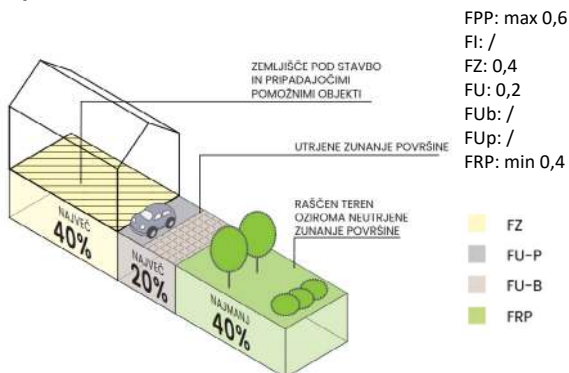 FPP: max 0,6
FI: /
FZ: 0,4
FU: 0,2
FUb: /
FUp: /
FRP: min 0,4
ZEMLJIŠČE POD STAVBO
IN PRIPADAJOČIMI
POMOŽNIMI OBJEKTI
UTRJENE ZUNANJE POVRŠINE
RAŠČEN TEREN
OZIROMA NEUTRJENE
ZUNANJE POVRŠINE
NAJVEČ
40%
NAJVEČ
20%
NAJMANJ
40%
FZ
FU-P
FU-B
FRP